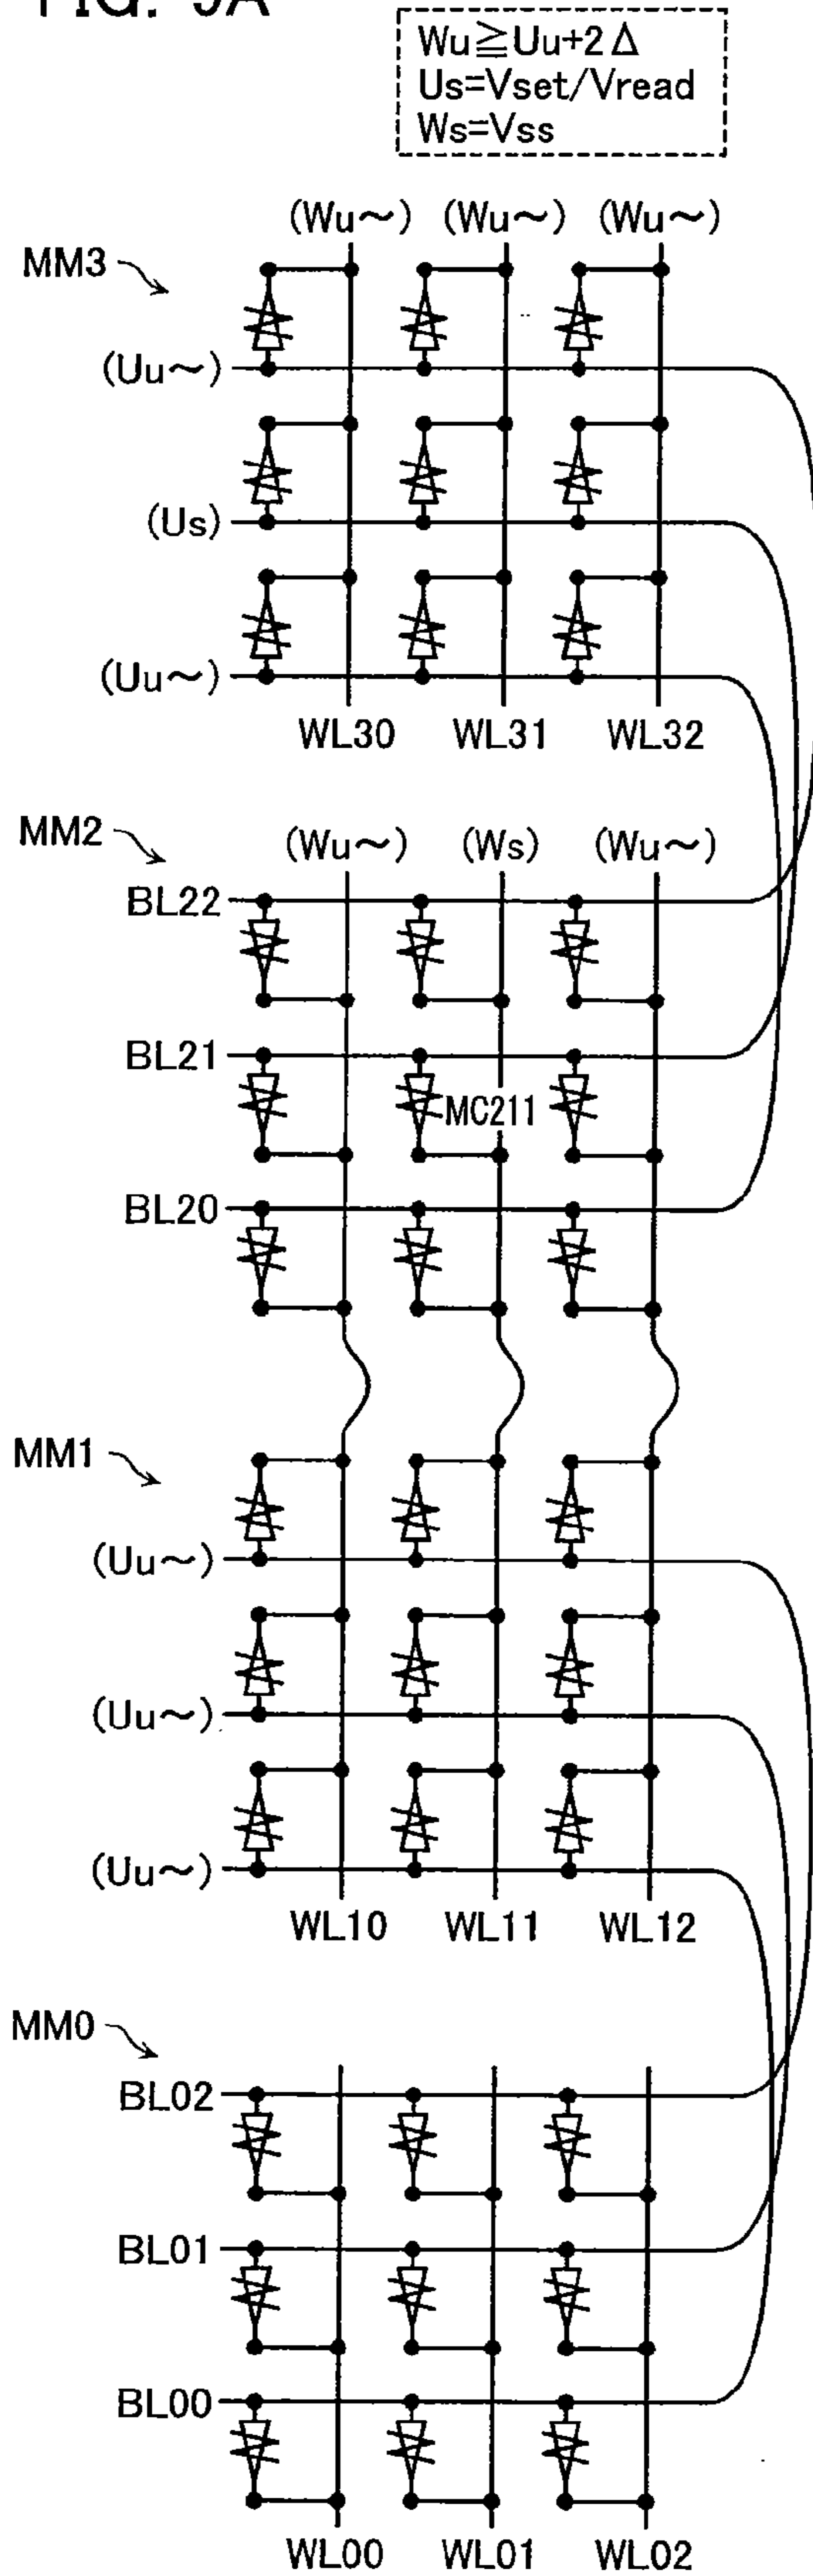 FIG. 9A
Wu≧Uu+2Δ
Us=Vset/Vread
Ws=Vss
(Wu~) (Wu~) (Wu~)
MM3
(Uu~)
(Us)
(Uu~)
WL30 WL31 WL32
MM2
(Wu~) (Ws) (Wu~)
BL22
BL21
MC211
BL20
MM1
(Uu~)
(Uu~)
(Uu~)
WL10 WL11 WL12
MM0
BL02
BL01
BL00
WL00 WL01 WL02